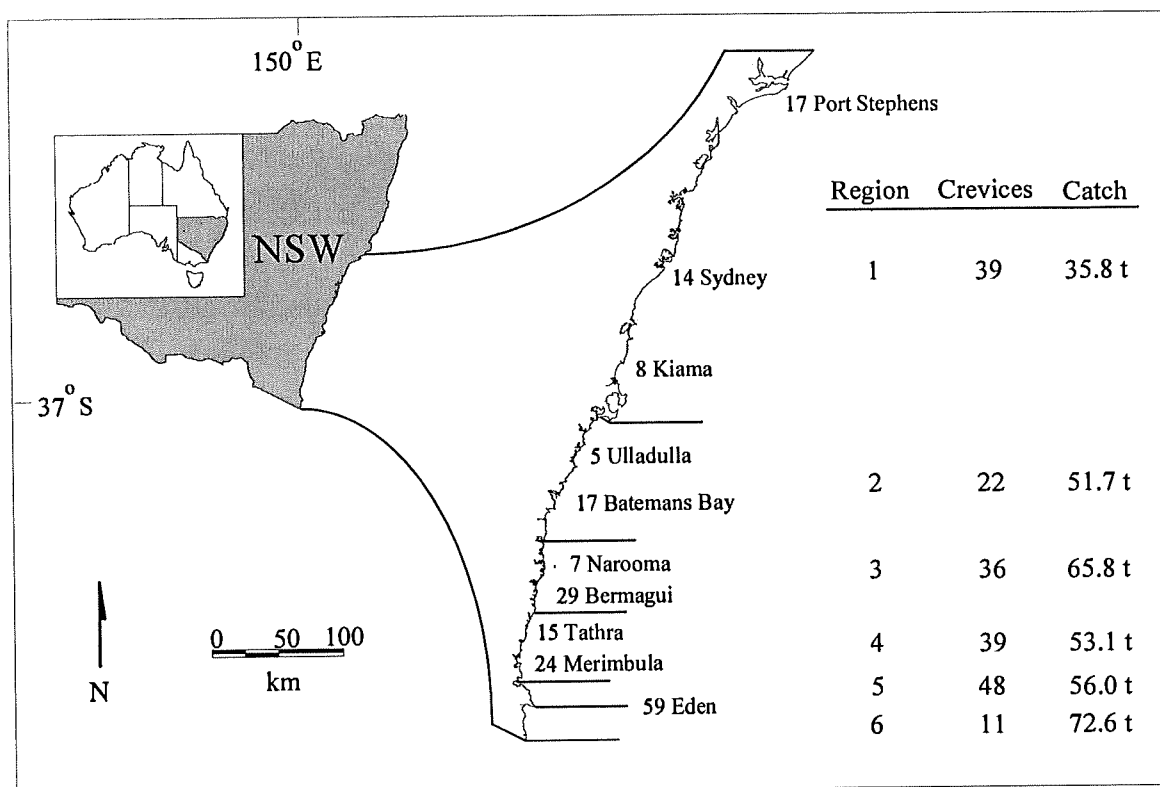 150° E
NSW
37° S
0 50 100
km
N
17 Port Stephens
14 Sydney
8 Kiama
5 Ulladulla
17 Batemans Bay
7 Narooma
29 Bermagui
15 Tathra
24 Merimbula
59 Eden
Region Crevices Catch
1 39 35.8 t
2 22 51.7 t
3 36 65.8 t
4 39 53.1 t
5 48 56.0 t
6 11 72.6 t